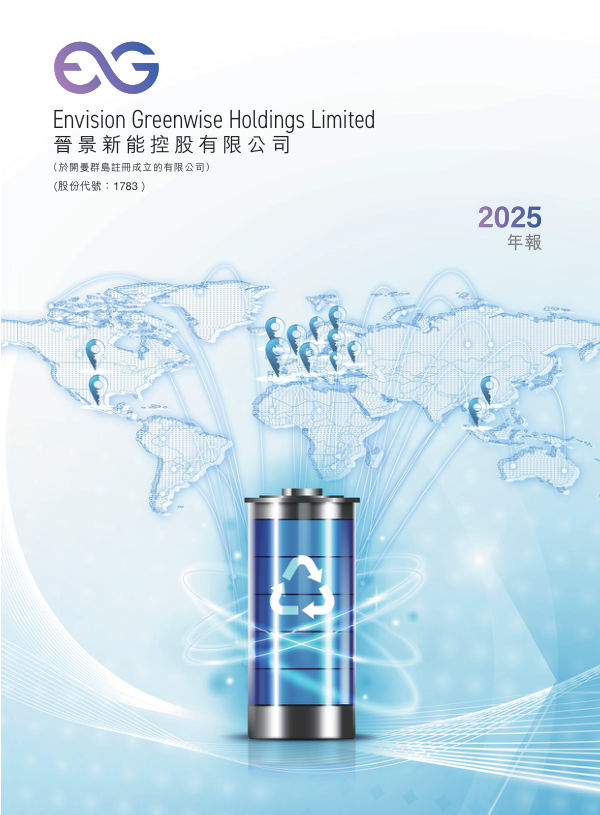 EG
Envision Greenwise Holdings Limited
晉景新能控股有限公司
（於開曼群島註冊成立的有限公司）
(股份代號：1783 )
2025
年報